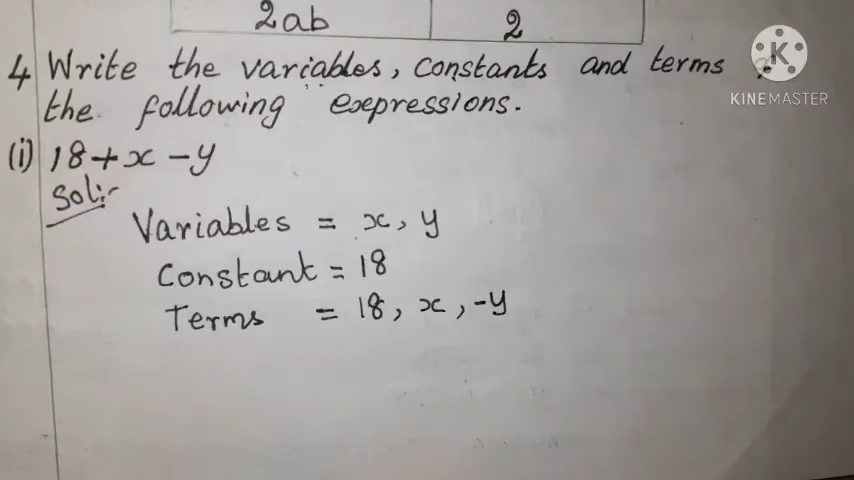 2ab 2
4 Write the variables, constants and terms
the following expressions.
(i) 18+x-y
Sol:-
Variables = x, y
Constant = 18
Terms = 18, x, -y
K
KINEMASTER